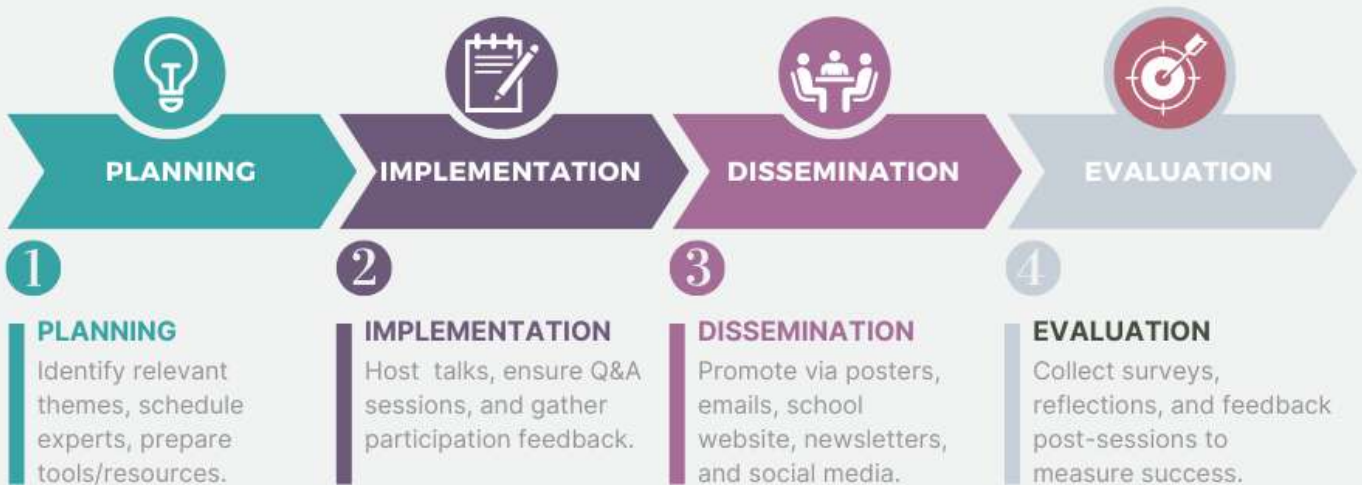 PLANNING
IMPLEMENTATION
DISSEMINATION
EVALUATION
1
PLANNING
Identify relevant
themes, schedule
experts, prepare
tools/resources.
2
IMPLEMENTATION
Host talks, ensure Q&A
sessions, and gather
participation feedback.
3
DISSEMINATION
Promote via posters,
emails, school
website, newsletters,
and social media.
4
EVALUATION
Collect surveys,
reflections, and feedback
post-sessions to
measure success.